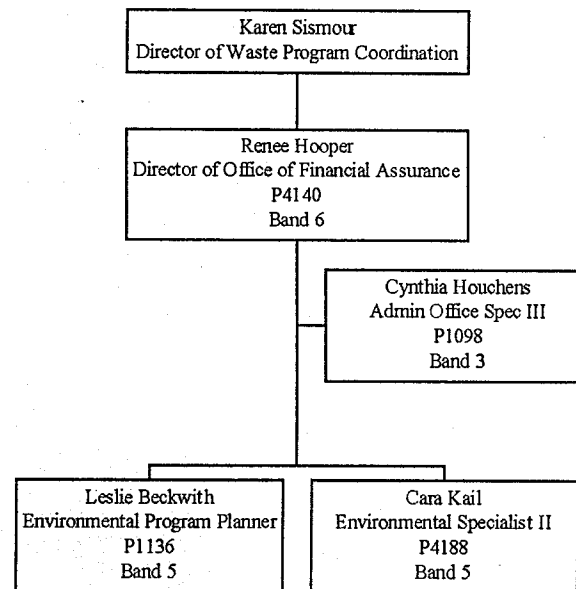 Karen Sismour
Director of Waste Program Coordination
Renee Hooper
Director of Office of Financial Assurance
P4140
Band 6
Cynthia Houchens
Admin Office Spec III
P1098
Band 3
Leslie Beckwith
Environmental Program Planner
P1136
Band 5
Cara Kail
Environmental Specialist II
P4188
Band 5